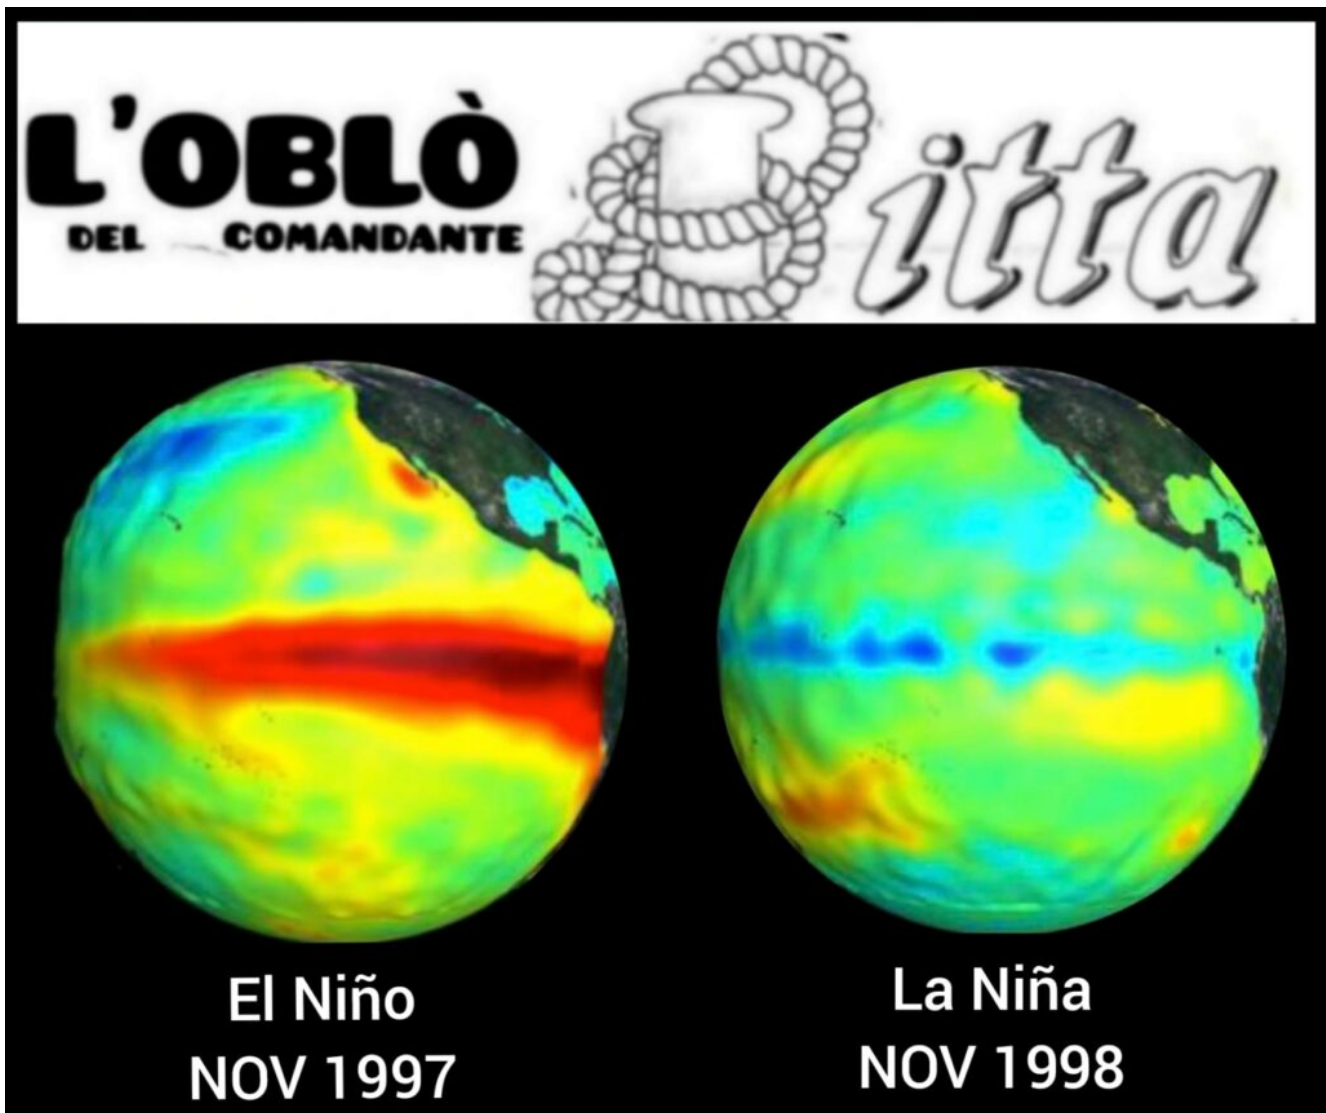 L'OBLÒ
DEL COMANDANTE
Bitta
El Niño
NOV 1997
La Niña
NOV 1998